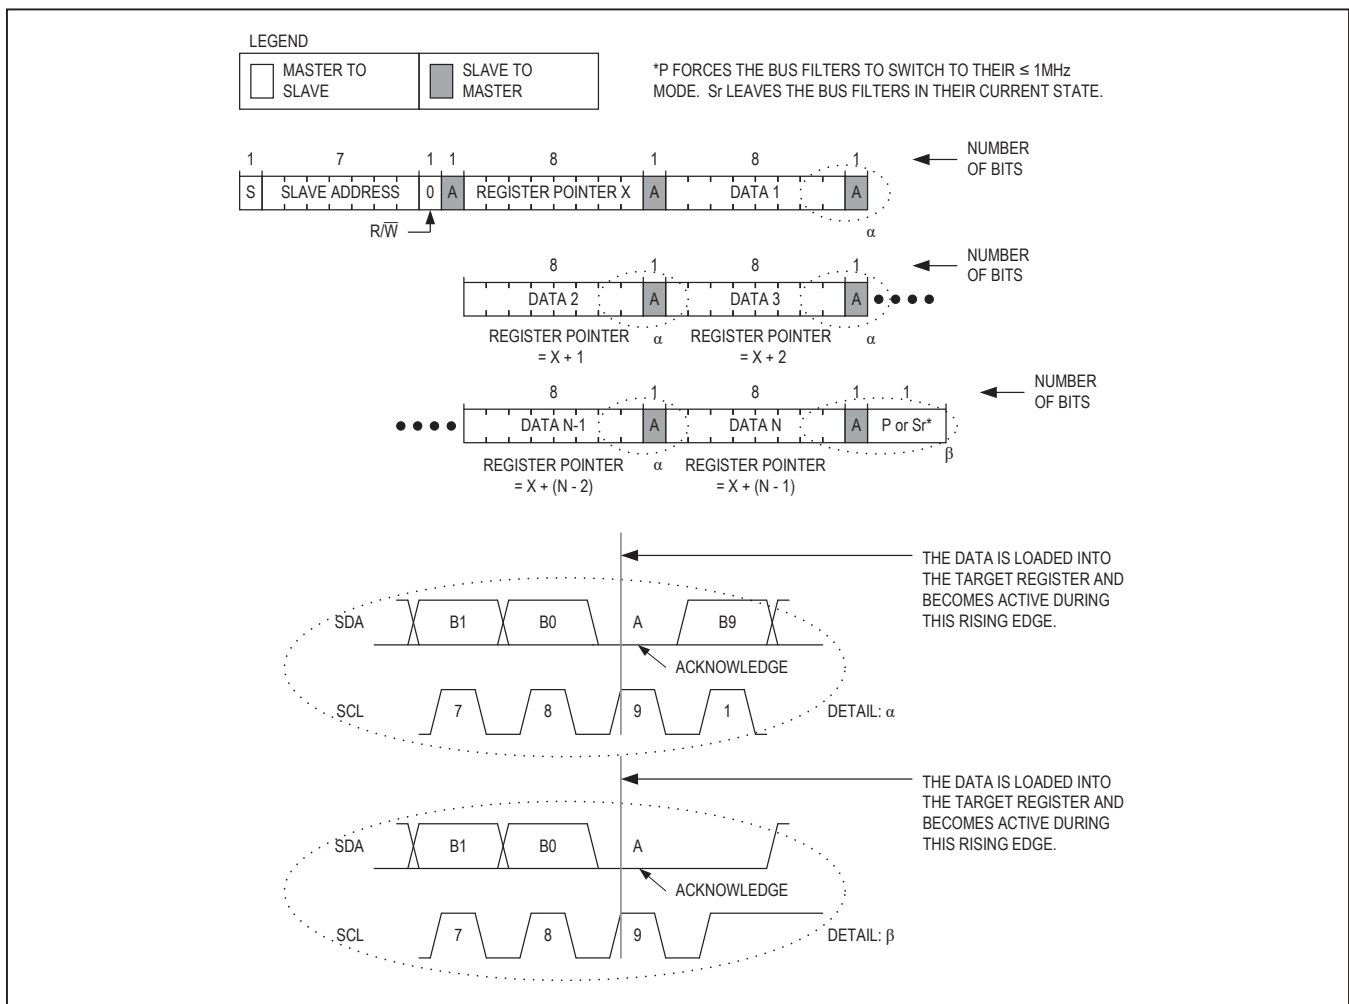 LEGEND
MASTER TO
SLAVE
SLAVE TO
MASTER
*P FORCES THE BUS FILTERS TO SWITCH TO THEIR ≤ 1MHz
MODE. Sr LEAVES THE BUS FILTERS IN THEIR CURRENT STATE.
1 7 1 1 8 1 8 1
NUMBER
OF BITS
S SLAVE ADDRESS 0 A REGISTER POINTER X A DATA 1 A
R/W̅
α
8 1 8 1
NUMBER
OF BITS
DATA 2 A DATA 3 A
REGISTER POINTER
= X + 1
α
REGISTER POINTER
= X + 2
α
8 1 8 1 1
NUMBER
OF BITS
DATA N-1 A DATA N A P or Sr*
β
REGISTER POINTER
= X + (N - 2)
α
REGISTER POINTER
= X + (N - 1)
THE DATA IS LOADED INTO
THE TARGET REGISTER AND
BECOMES ACTIVE DURING
THIS RISING EDGE.
SDA B1 B0 A B9
ACKNOWLEDGE
SCL 7 8 9 1 DETAIL: α
THE DATA IS LOADED INTO
THE TARGET REGISTER AND
BECOMES ACTIVE DURING
THIS RISING EDGE.
SDA B1 B0 A
ACKNOWLEDGE
SCL 7 8 9 DETAIL: β